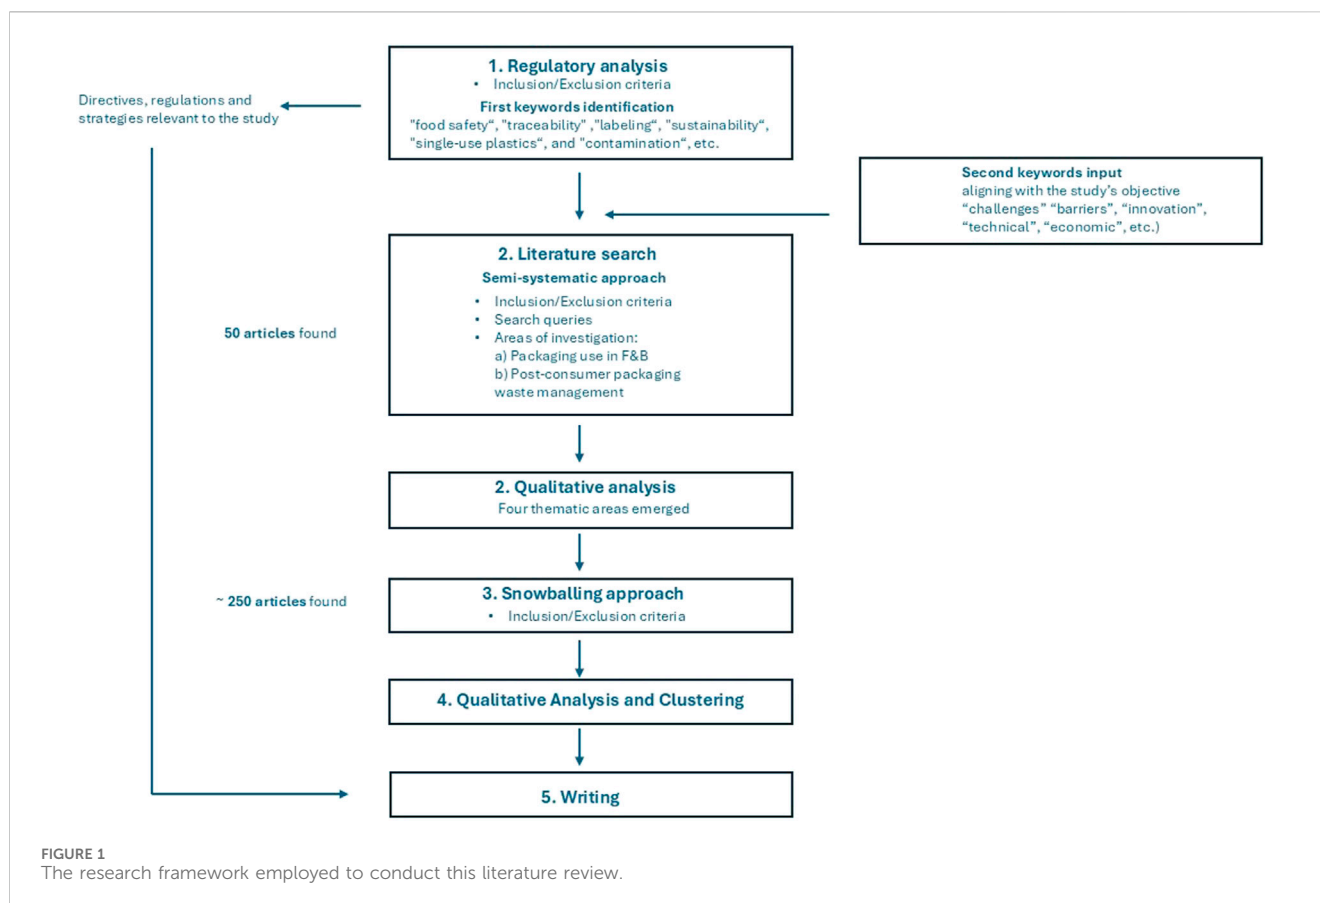 1. Regulatory analysis
• Inclusion/Exclusion criteria
First keywords identification
"food safety“, "traceability" ,"labeling“, "sustainability“,
"single-use plastics“, and "contamination“, etc.
Directives, regulations and
strategies relevant to the study
Second keywords input
aligning with the study’s objective
“challenges” “barriers”, “innovation”,
“technical”, “economic”, etc.)
2. Literature search
Semi-systematic approach
• Inclusion/Exclusion criteria
• Search queries
• Areas of investigation:
a) Packaging use in F&B
b) Post-consumer packaging
waste management
50 articles found
2. Qualitative analysis
Four thematic areas emerged
3. Snowballing approach
• Inclusion/Exclusion criteria
~ 250 articles found
4. Qualitative Analysis and Clustering
5. Writing
FIGURE 1
The research framework employed to conduct this literature review.